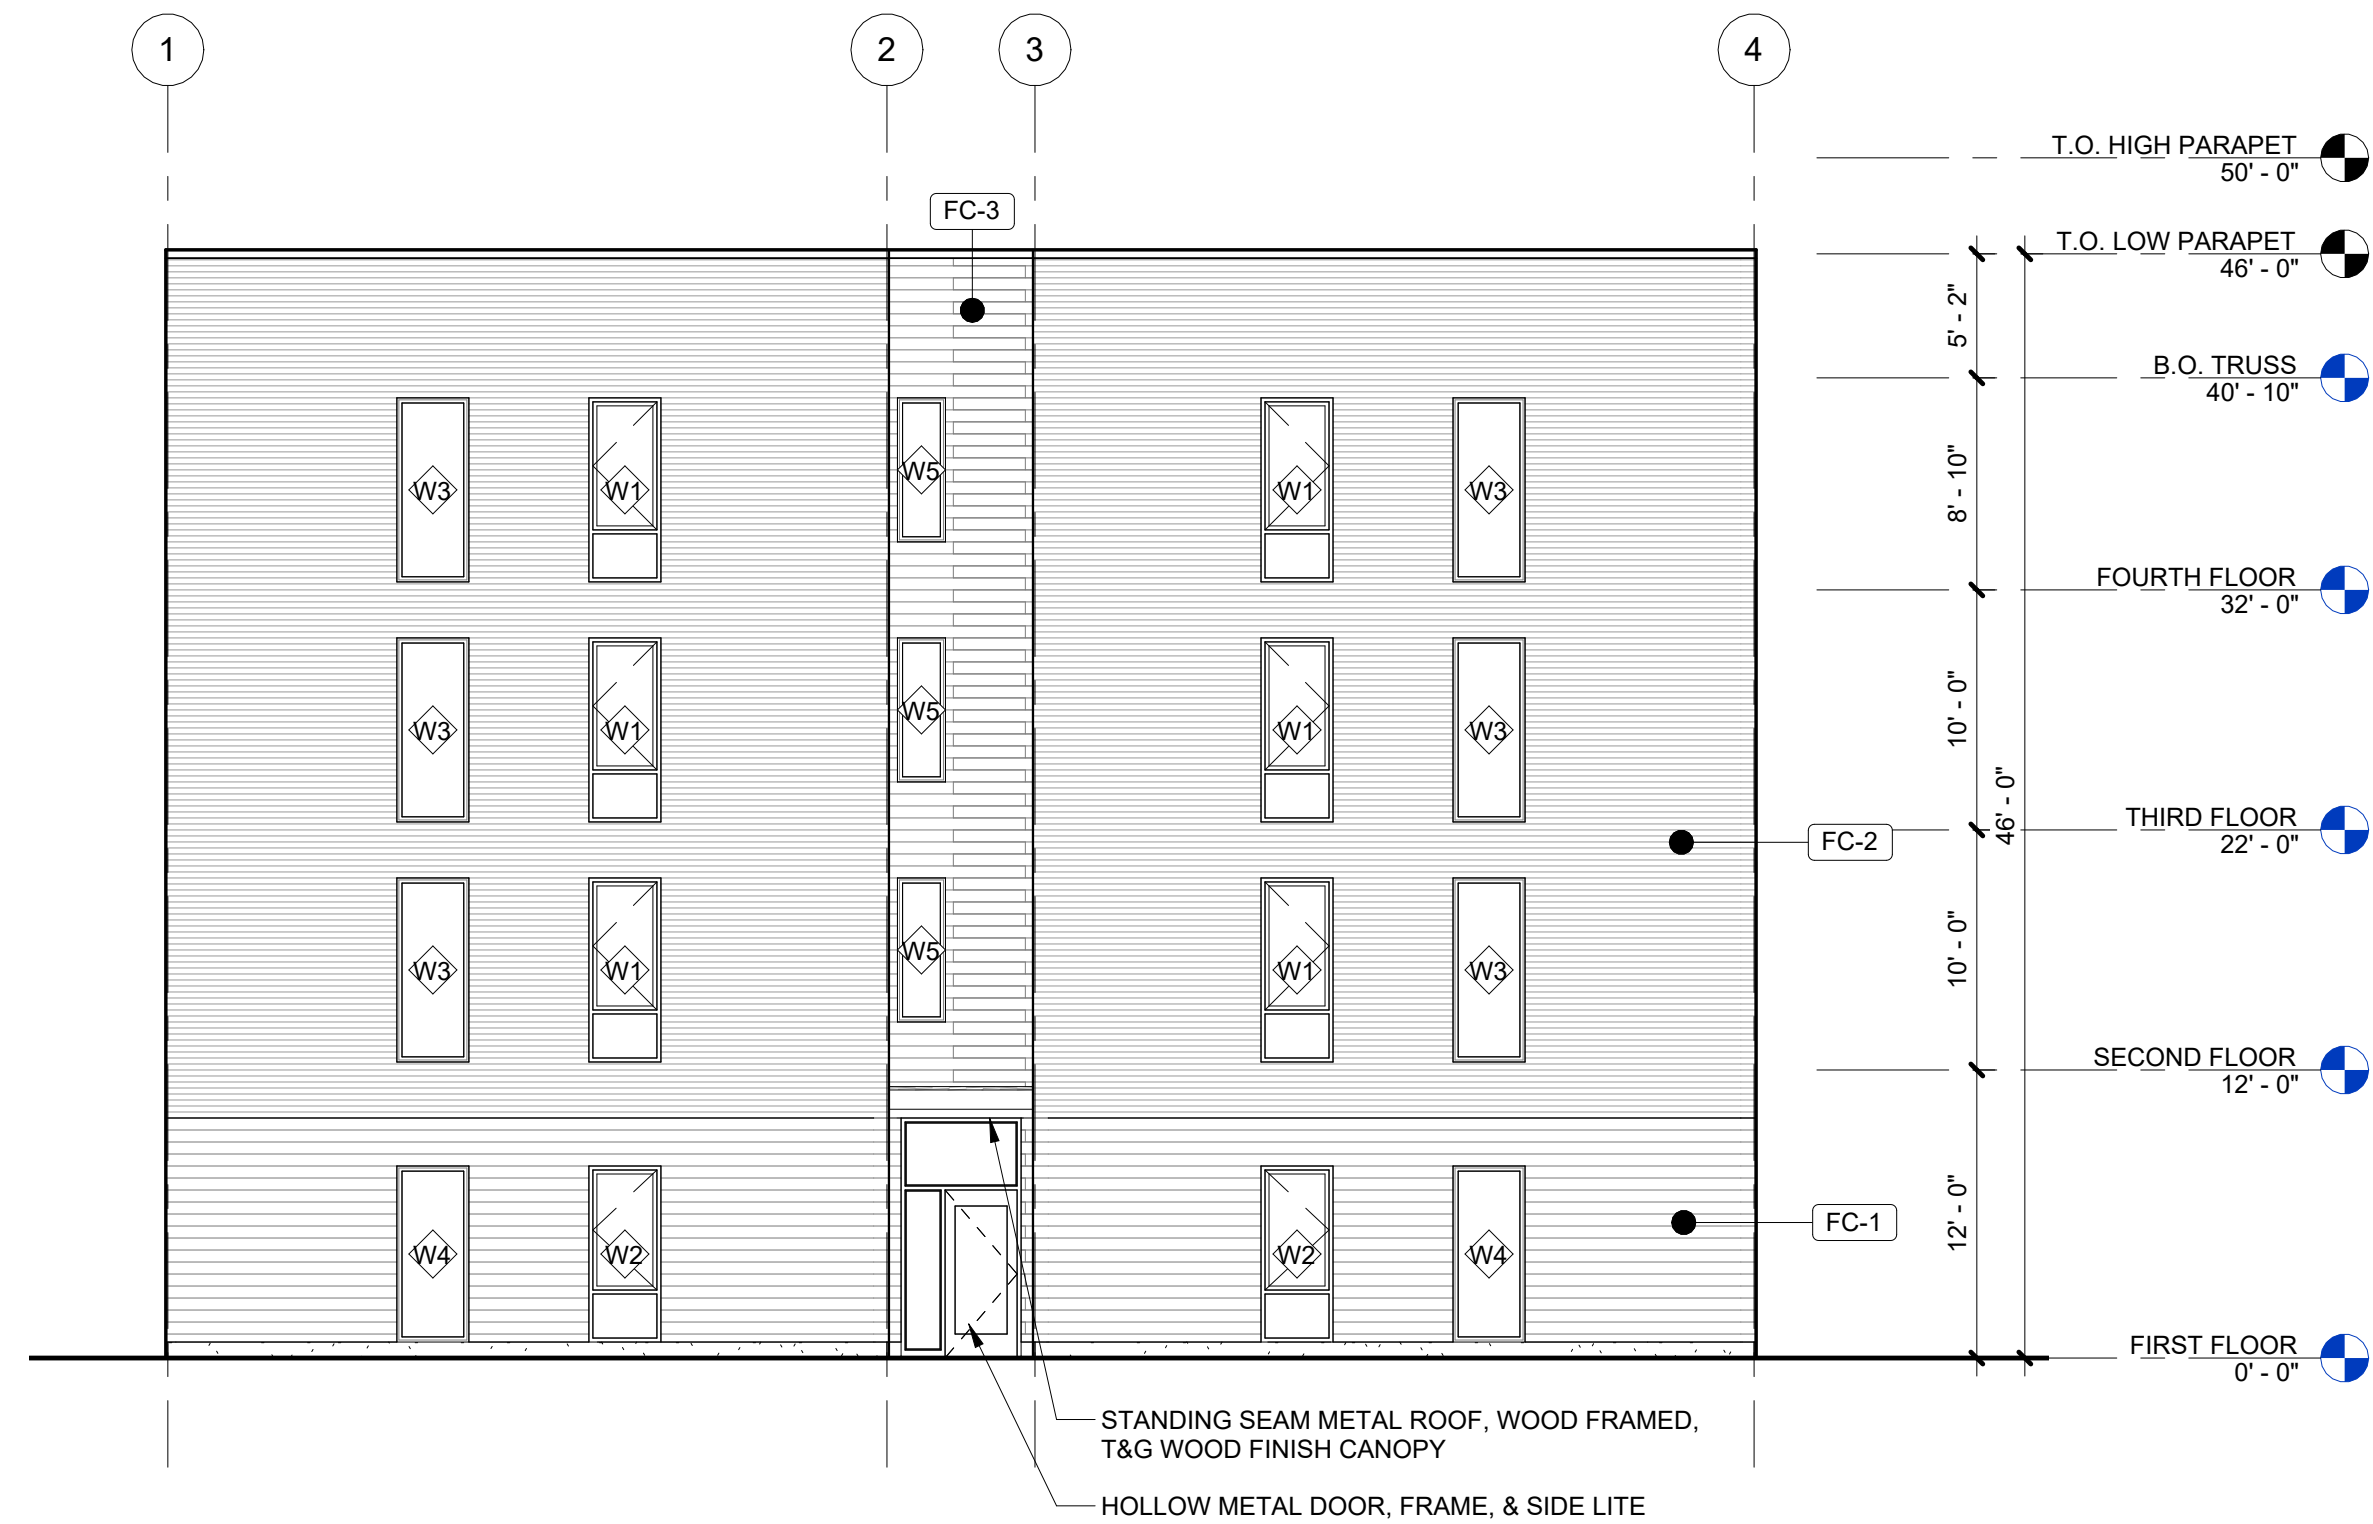 1
2
3
4
T.O. HIGH PARAPET
50' - 0"
FC-3
T.O. LOW PARAPET
46' - 0"
5' - 2"
B.O. TRUSS
40' - 10"
W3
W1
W5
W1
W3
8' - 10"
FOURTH FLOOR
32' - 0"
W3
W1
W5
W1
W3
10' - 0"
46' - 0"
THIRD FLOOR
22' - 0"
FC-2
W3
W1
W5
W1
W3
10' - 0"
SECOND FLOOR
12' - 0"
W4
W2
W2
W4
FC-1
12' - 0"
FIRST FLOOR
0' - 0"
STANDING SEAM METAL ROOF, WOOD FRAMED,
T&G WOOD FINISH CANOPY
HOLLOW METAL DOOR, FRAME, & SIDE LITE